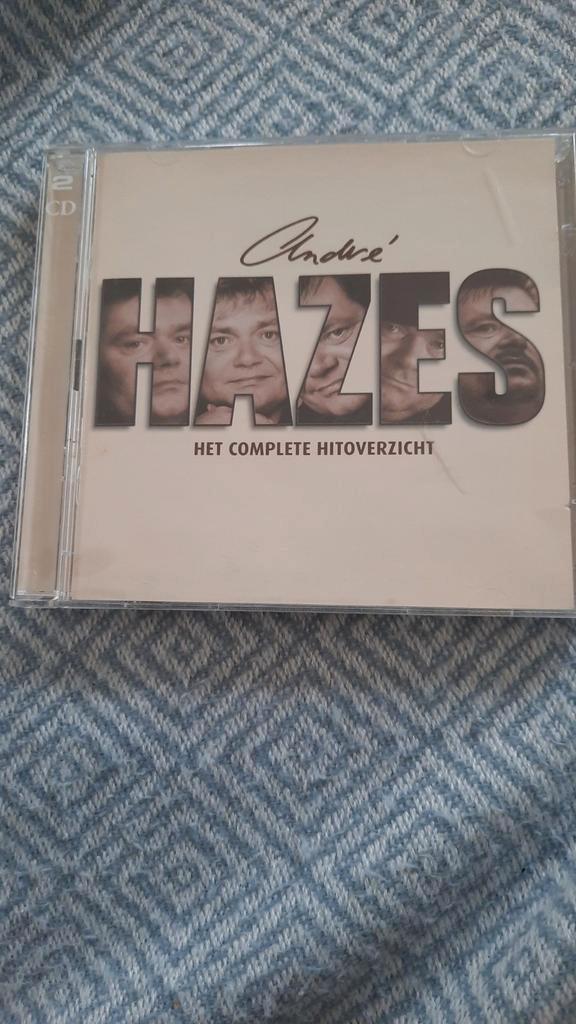 2
CD
André
HAZES
HET COMPLETE HITOVERZICHT